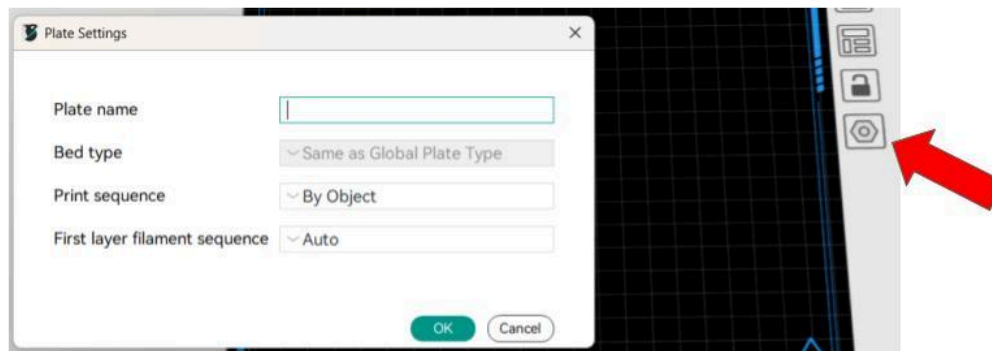 Plate Settings
Plate name
Bed type
Same as Global Plate Type
Print sequence
By Object
First layer filament sequence
Auto
OK
Cancel